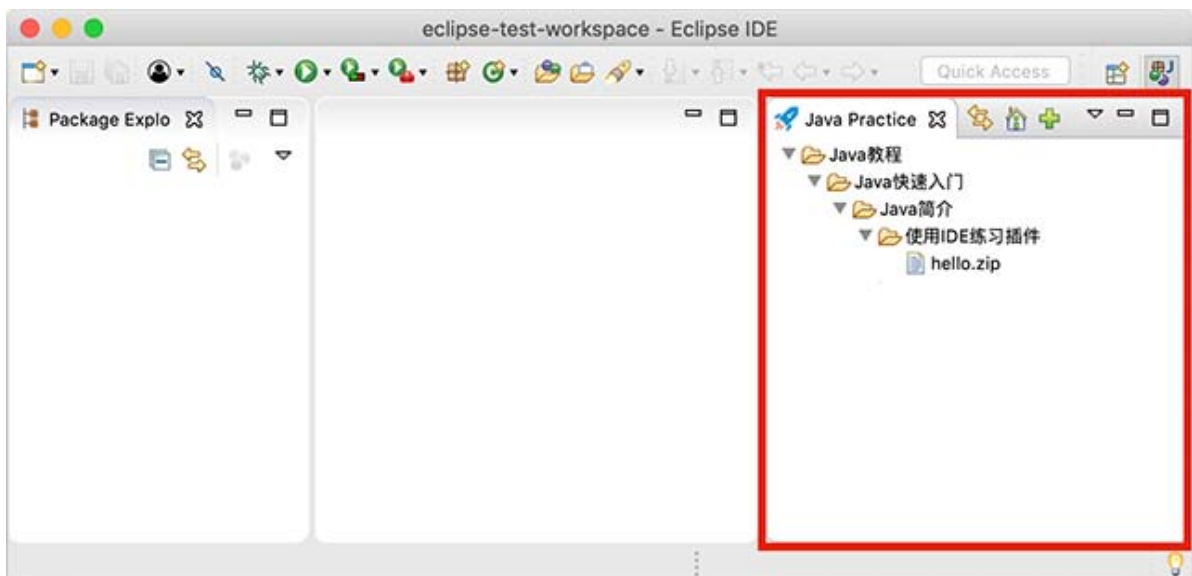 eclipse-test-workspace - Eclipse IDE
Quick Access
Package Explo
Java Practice
Java教程
Java快速入门
Java简介
使用IDE练习插件
hello.zip